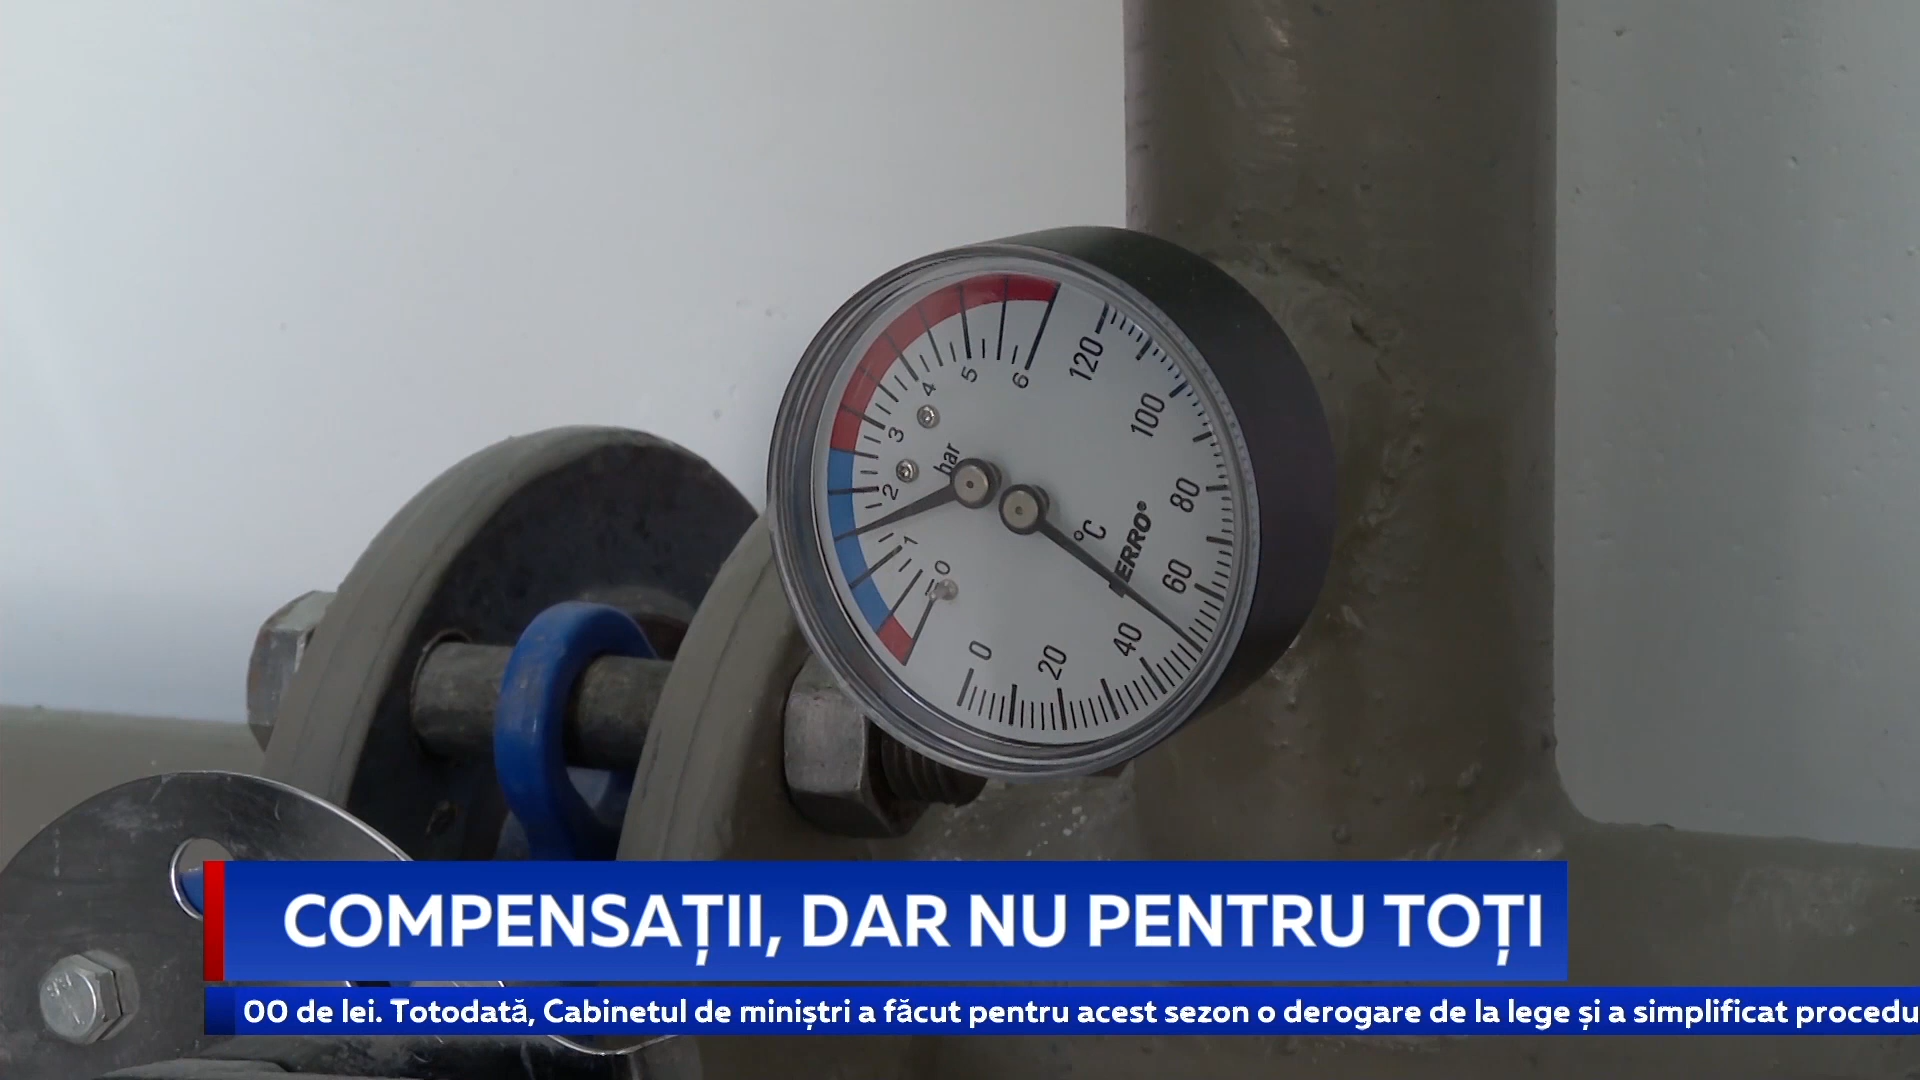 6
5
4
3
2
1
0
bar
120
100
80
60
40
20
0
°C
FERRO®
COMPENSAȚII, DAR NU PENTRU TOȚI
00 de lei. Totodată, Cabinetul de miniștri a făcut pentru acest sezon o derogare de la lege și a simplificat procedu